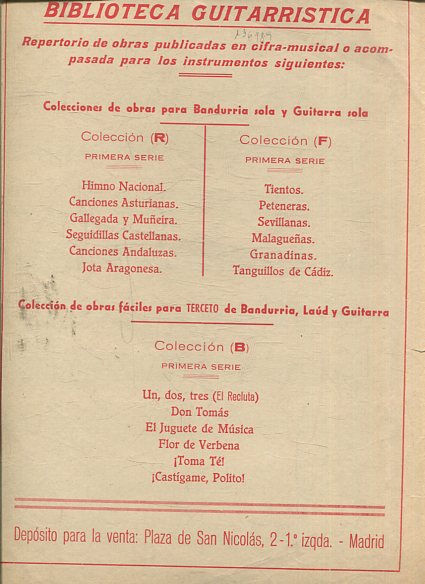 BIBLIOTECA GUITARRISTICA
Repertorio de obras publicadas en cifra-musical o acom-
pasada para los instrumentos siguientes:
Colecciones de obras para Bandurria sola y Guitarra sola
Colección (R)
PRIMERA SERIE
Himno Nacional.
Canciones Asturianas.
Gallegada y Muñeira.
Seguidillas Castellanas.
Canciones Andaluzas.
Jota Aragonesa.
Colección (F)
PRIMERA SERIE
Tientos.
Peteneras.
Sevillanas.
Malagueñas.
Granadinas.
Tanguillos de Cádiz.
Colección de obras fáciles para TERCETO de Bandurria, Laúd y Guitarra
Colección (B)
PRIMERA SERIE
Un, dos, tres (El Recluta)
Don Tomás
El Juguete de Música
Flor de Verbena
¡Toma Té!
¡Castígame, Polito!
Depósito para la venta: Plaza de San Nicolás, 2-1.º izqda. - Madrid